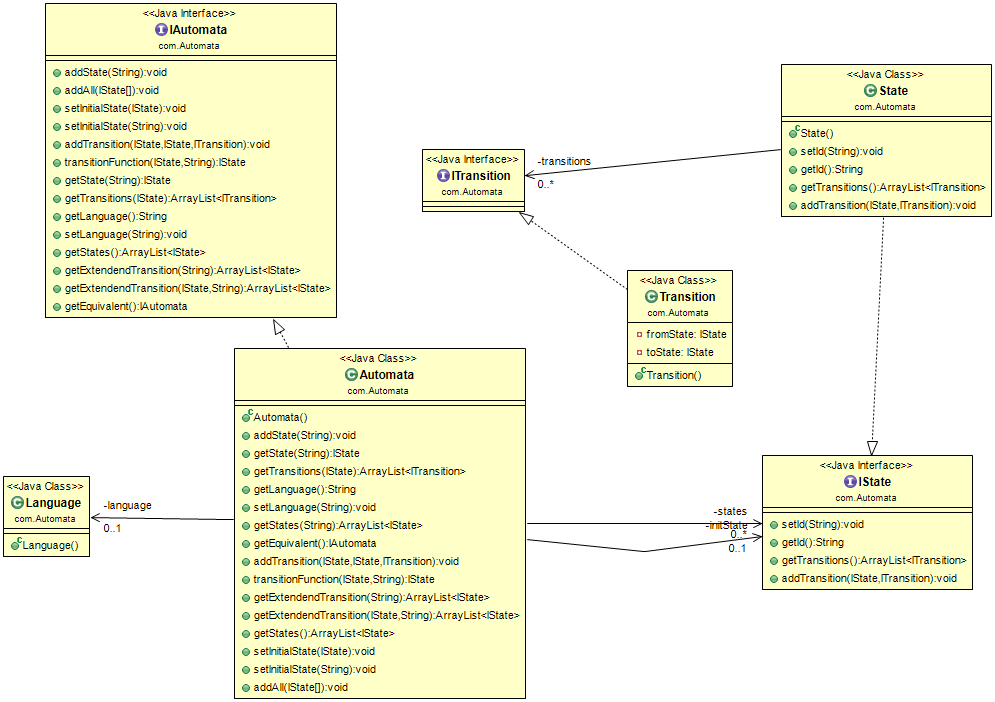 <<Java Interface>>
IAutomata
com.Automata
addState(String):void
addAll(IState[]):void
setInitialState(IState):void
setInitialState(String):void
addTransition(IState,IState,ITransition):void
transitionFunction(IState,String):IState
getState(String):IState
getTransitions(IState):ArrayList<ITransition>
getLanguage():String
setLanguage(String):void
getStates():ArrayList<IState>
getExtendendTransition(String):ArrayList<IState>
getExtendendTransition(IState,String):ArrayList<IState>
getEquivalent():IAutomata
<<Java Interface>>
ITransition
com.Automata
-transitions
0..*
<<Java Class>>
State
com.Automata
State()
setId(String):void
getId():String
getTransitions():ArrayList<ITransition>
addTransition(IState,ITransition):void
<<Java Class>>
Transition
com.Automata
fromState: IState
toState: IState
Transition()
<<Java Class>>
Automata
com.Automata
Automata()
addState(String):void
getState(String):IState
getTransitions(IState):ArrayList<ITransition>
getLanguage():String
setLanguage(String):void
getStates(String):ArrayList<IState>
getEquivalent():IAutomata
addTransition(IState,IState,ITransition):void
transitionFunction(IState,String):IState
getExtendendTransition(String):ArrayList<IState>
getExtendendTransition(IState,String):ArrayList<IState>
getStates():ArrayList<IState>
setInitialState(IState):void
setInitialState(String):void
addAll(IState[]):void
<<Java Class>>
Language
com.Automata
Language()
-language
0..1
-states
-initState
0..*
0..1
<<Java Interface>>
IState
com.Automata
setId(String):void
getId():String
getTransitions():ArrayList<ITransition>
addTransition(IState,ITransition):void